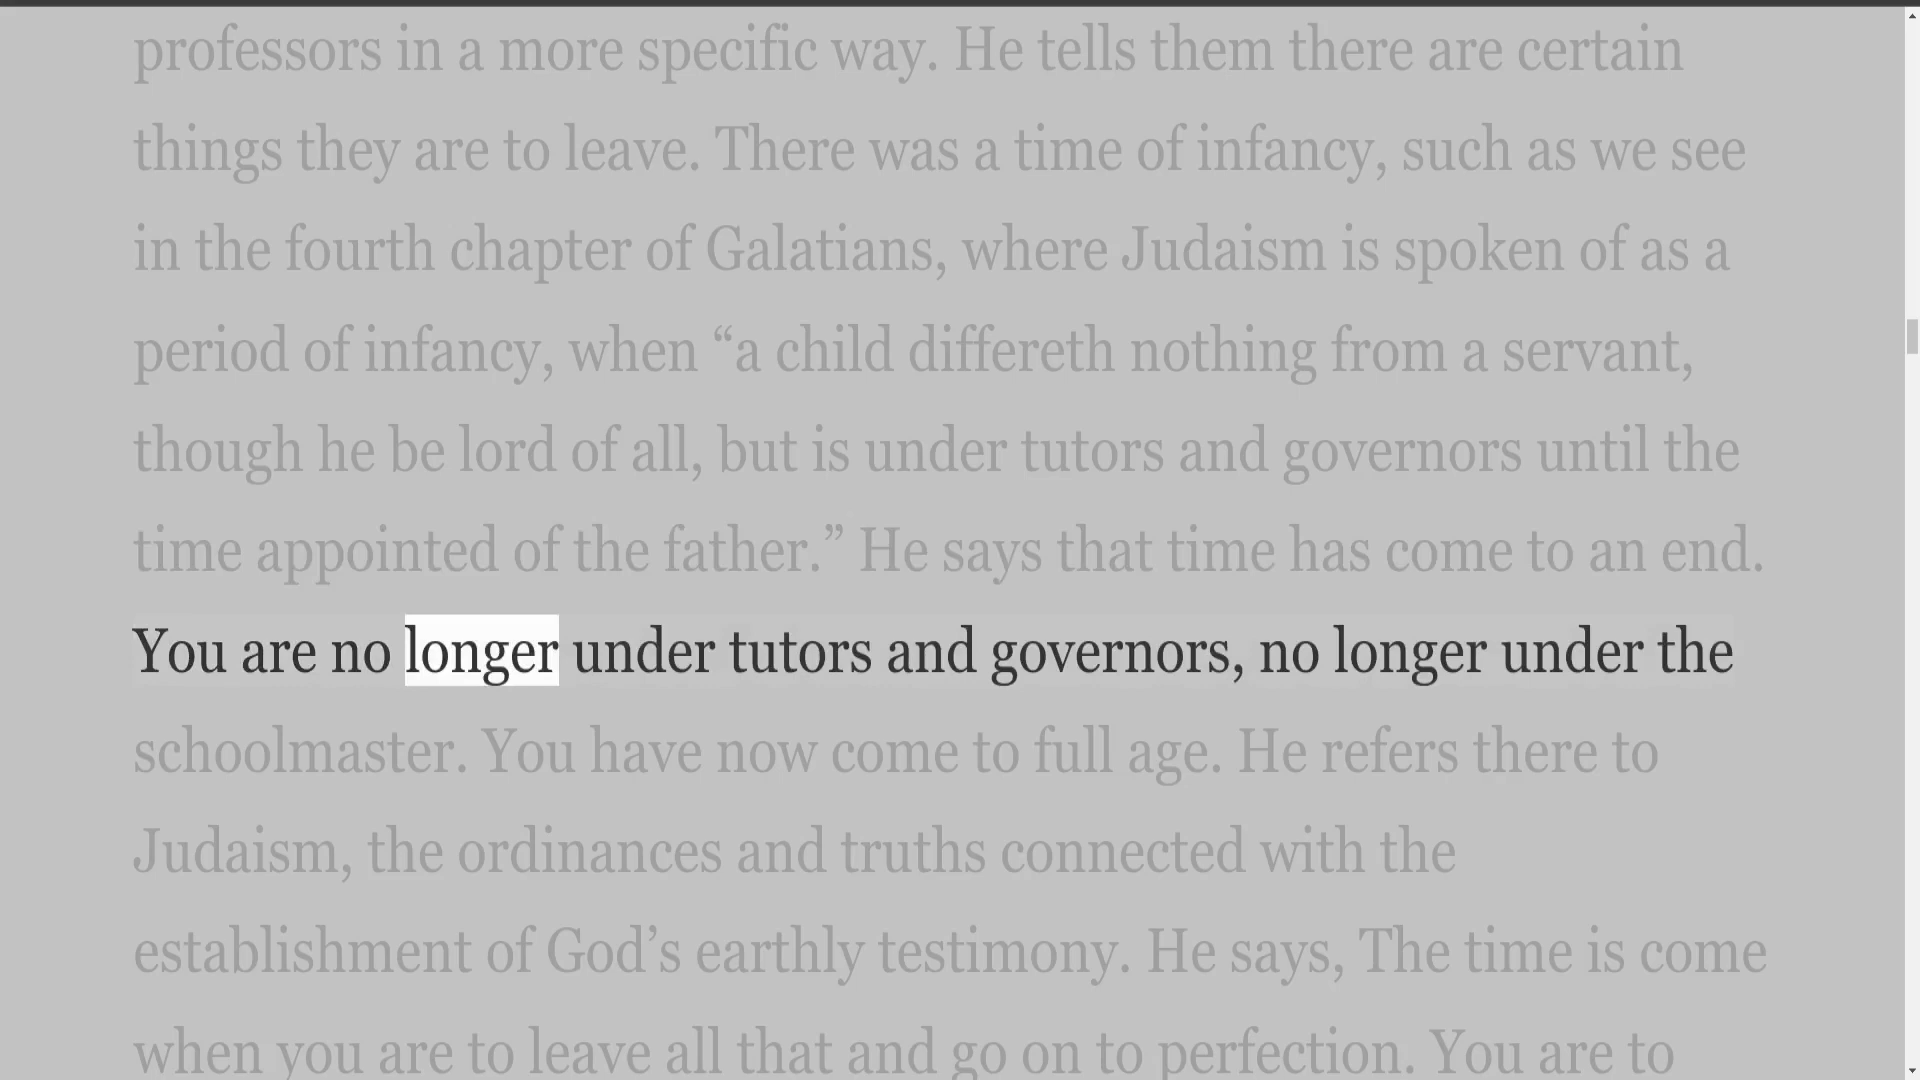 professors in a more specific way. He tells them there are certain
things they are to leave. There was a time of infancy, such as we see
in the fourth chapter of Galatians, where Judaism is spoken of as a
period of infancy, when “a child differeth nothing from a servant,
though he be lord of all, but is under tutors and governors until the
time appointed of the father.” He says that time has come to an end.
You are no longer under tutors and governors, no longer under the
schoolmaster. You have now come to full age. He refers there to
Judaism, the ordinances and truths connected with the
establishment of God’s earthly testimony. He says, The time is come
when you are to leave all that and go on to perfection. You are to